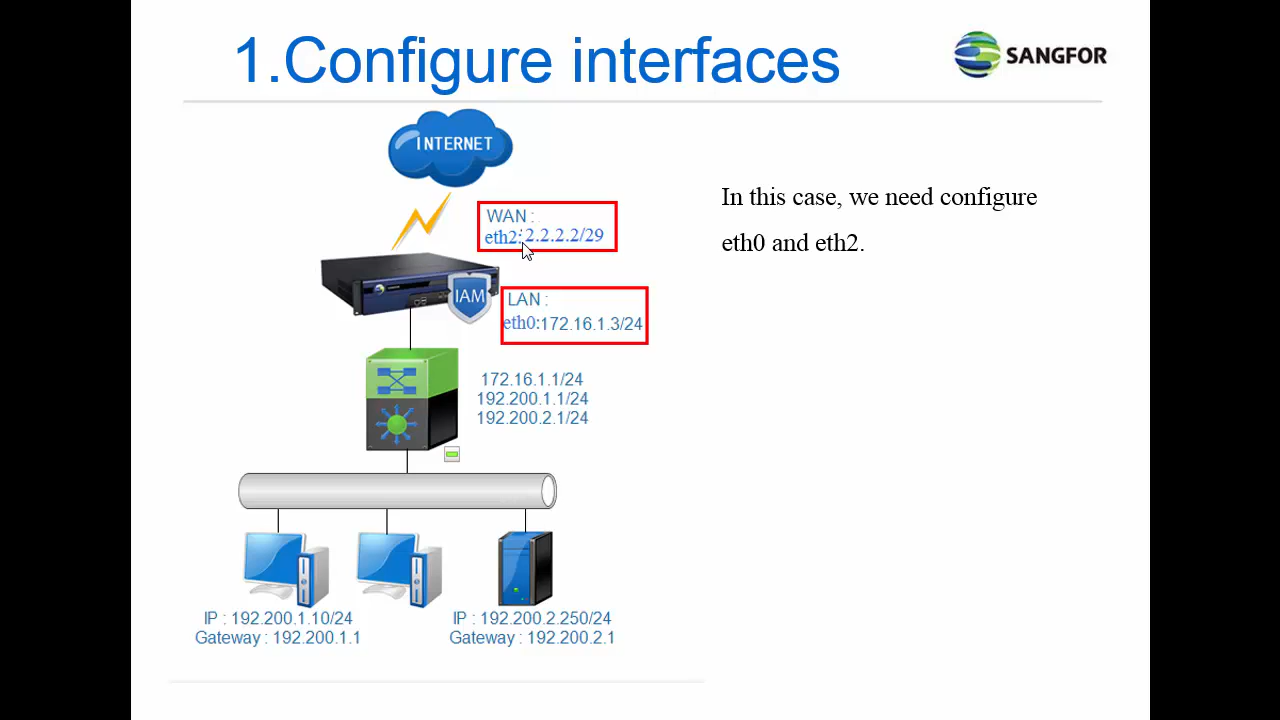 1.Configure interfaces
SANGFOR
INTERNET
WAN :
eth2:2.2.2.2/29
In this case, we need configure
eth0 and eth2.
IAM
LAN :
eth0:172.16.1.3/24
172.16.1.1/24
192.200.1.1/24
192.200.2.1/24
IP : 192.200.1.10/24
Gateway : 192.200.1.1
IP : 192.200.2.250/24
Gateway : 192.200.2.1